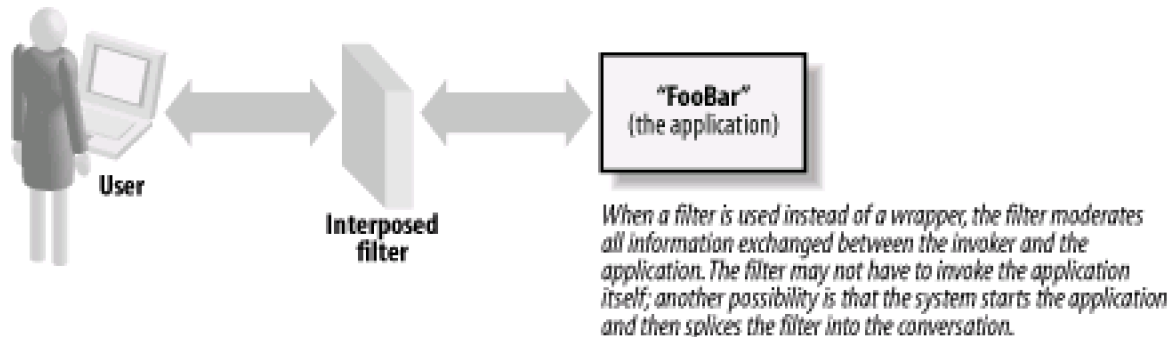 User
Interposed
filter
"FooBar"
(the application)
When a filter is used instead of a wrapper, the filter moderates
all information exchanged between the invoker and the
application. The filter may not have to invoke the application
itself; another possibility is that the system starts the application
and then splices the filter into the conversation.